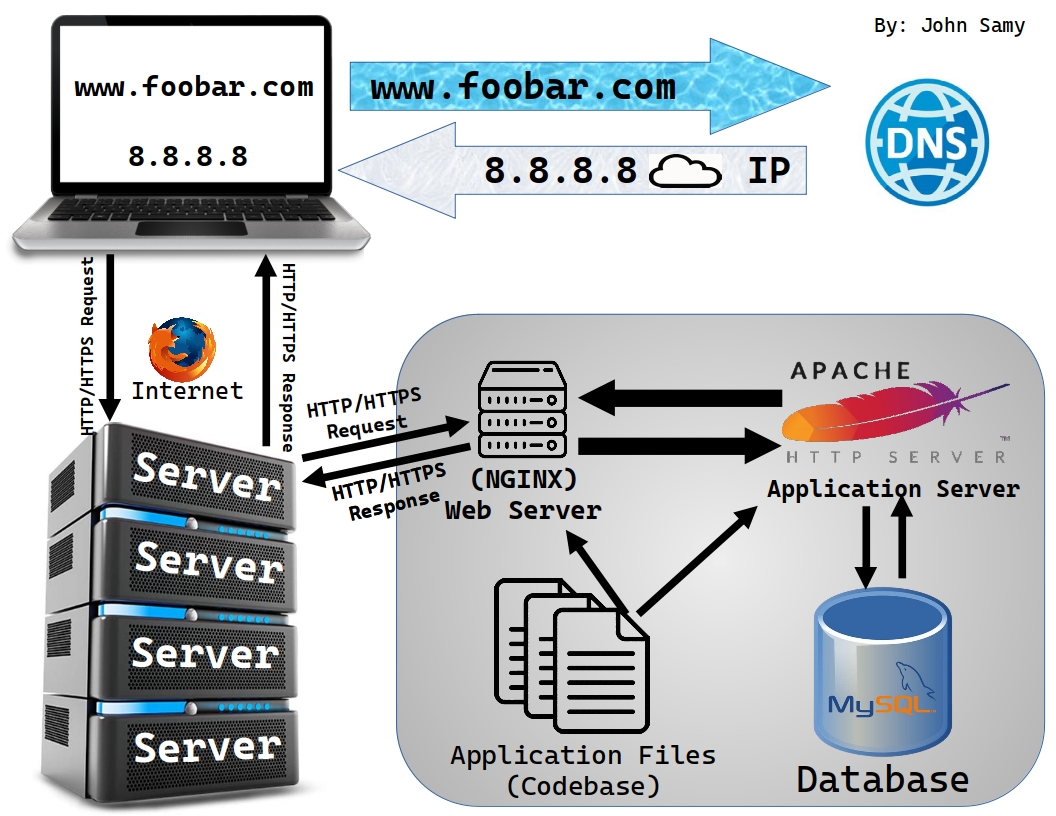 By: John Samy
www.foobar.com
8.8.8.8
www.foobar.com
8.8.8.8 IP
DNS
HTTP/HTTPS Request
HTTP/HTTPS Response
Internet
Server
Server
Server
Server
HTTP/HTTPS
Request
HTTP/HTTPS
Response
(NGINX)
Web Server
APACHE
™
HTTP SERVER
Application Server
Application Files
(Codebase)
MySQL
Database